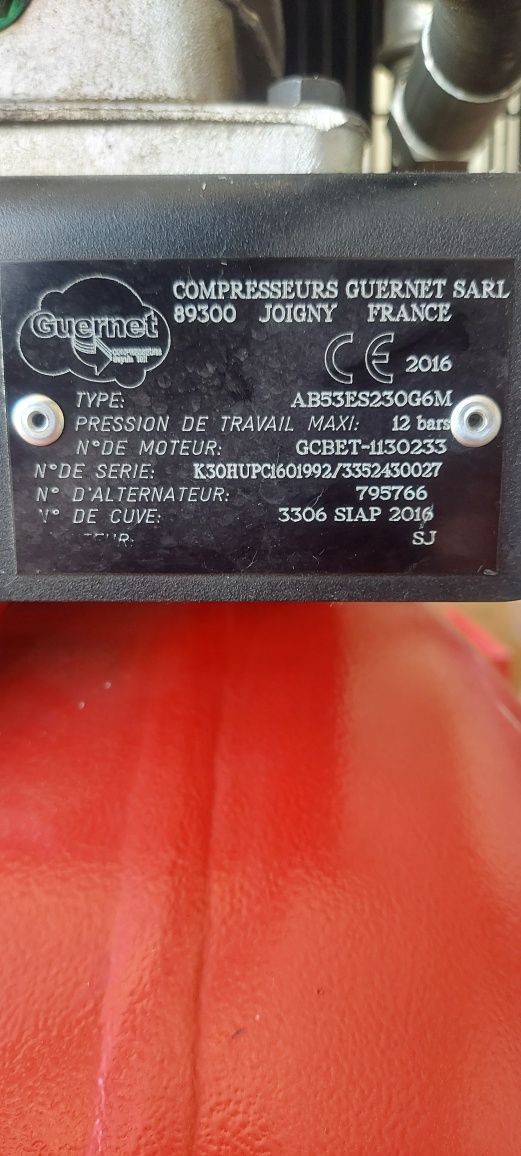 COMPRESSEURS GUERNET SARL
89300 JOIGNY FRANCE
Guernet
COMPRESSEURS
CE 2016
TYPE: AB53ES230G6M
PRESSION DE TRAVAIL MAXI: 12 bars
N°DE MOTEUR: GCBET-1130233
N°DE SERIE: K30HUPC1601992/3352430027
N° D'ALTERNATEUR: 795766
N° DE CUVE: 3306 SIAP 2016
SJ